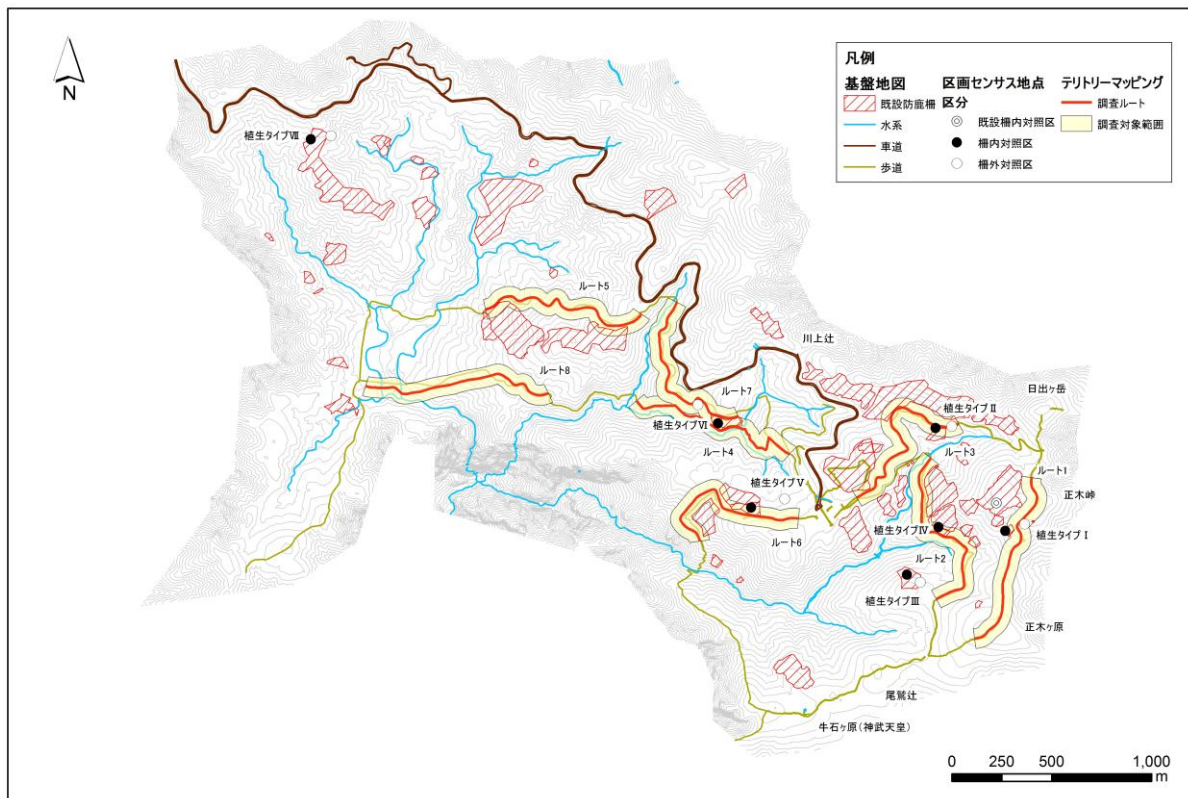 N
凡例
基盤地図
既設防鹿柵
水系
車道
歩道
区画センサス地点
区分
既設柵内対照区
柵内対照区
柵外対照区
テリトリーマッピング
調査ルート
調査対象範囲
植生タイプⅦ
ルート5
川上辻
ルート8
ルート7
日出ヶ岳
植生タイプⅡ
植生タイプⅥ
ルート4
ルート3
ルート1
植生タイプⅤ
正木峠
植生タイプⅣ
植生タイプⅠ
ルート6
ルート2
植生タイプⅢ
正木ヶ原
尾鷲辻
牛石ヶ原(神武天皇)
0 250 500 1,000
m